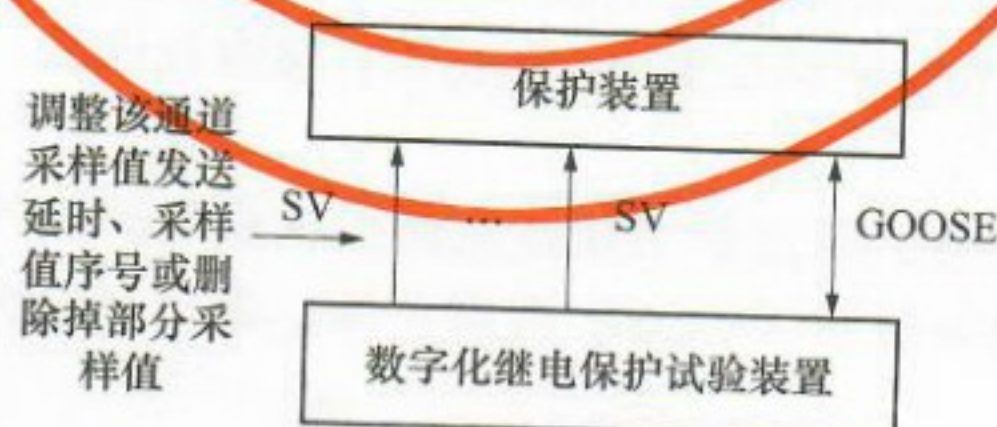 保护装置
调整该通道
采样值发送
延时、采样
值序号或删
除掉部分采
样值
SV
...
SV
GOOSE
数字化继电保护试验装置